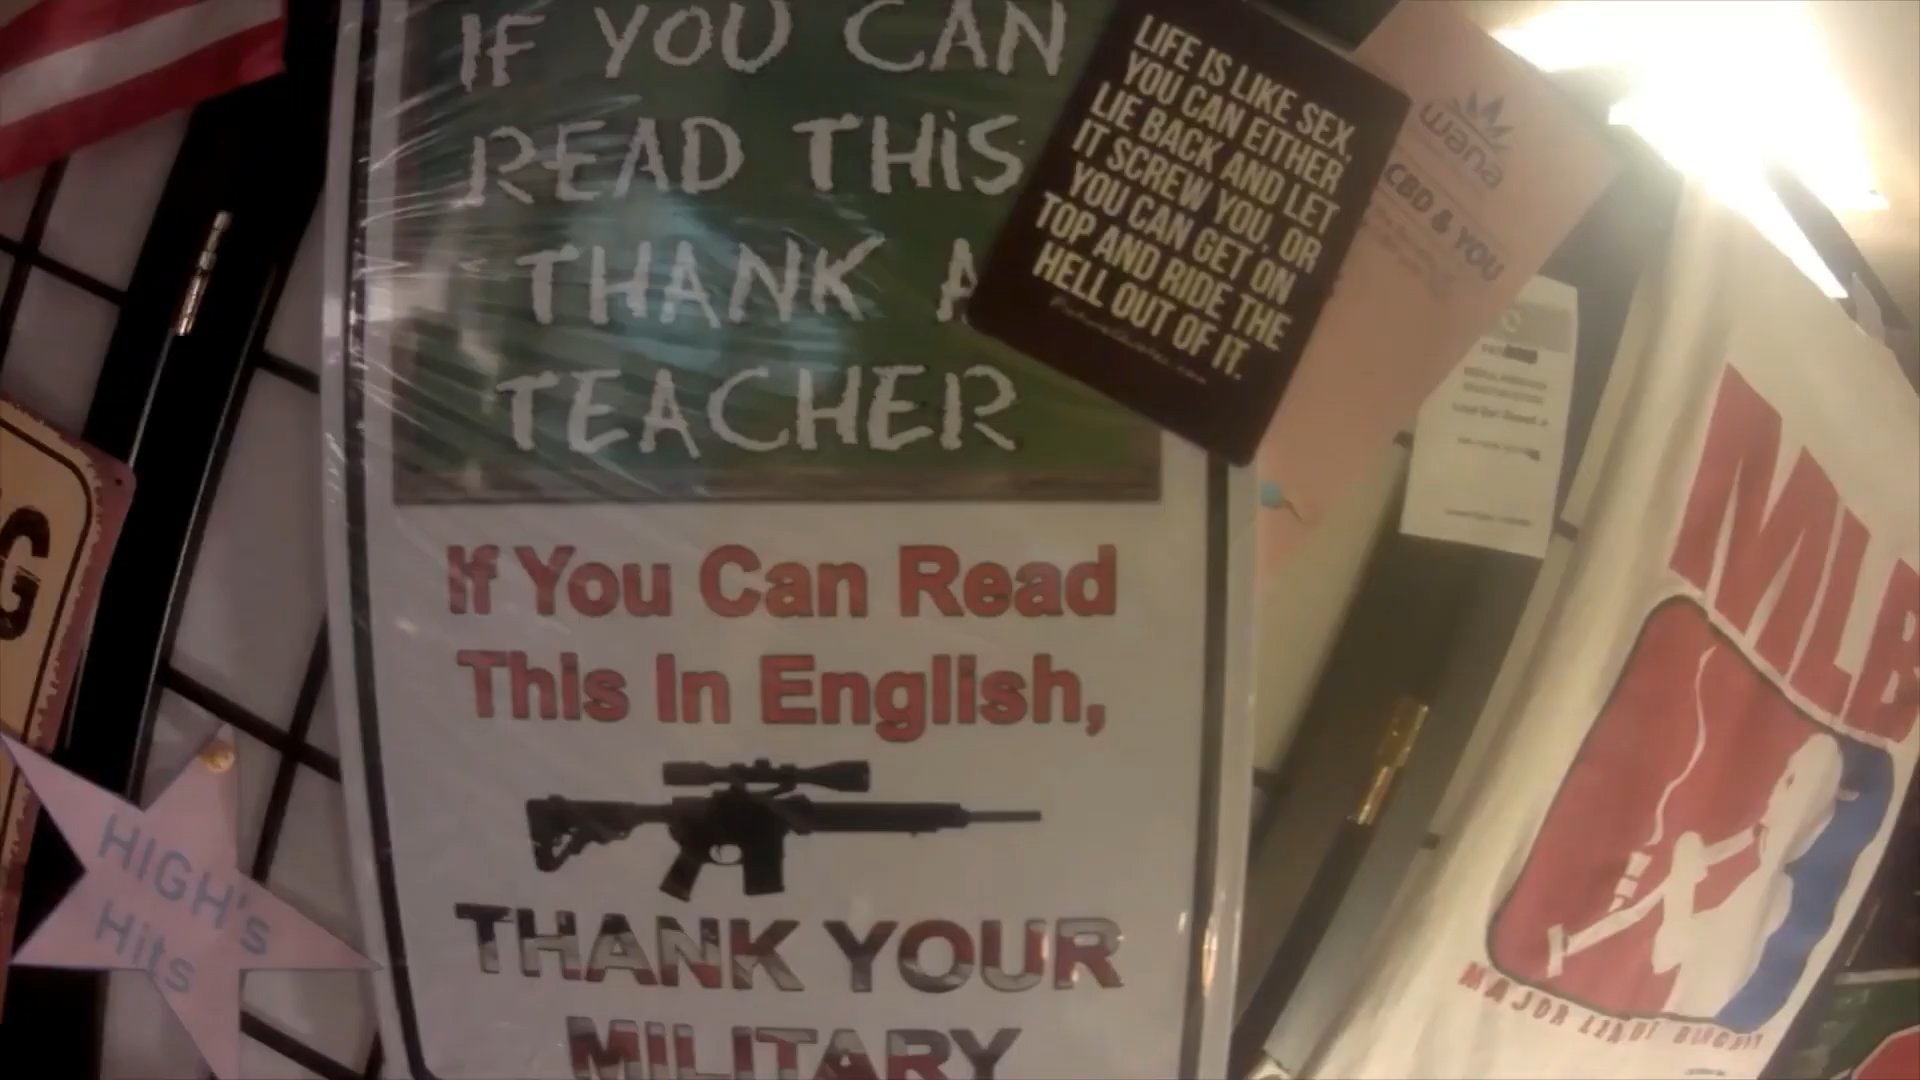 IF YOU CAN
READ THIS
THANK A
TEACHER
If You Can Read
This In English,
THANK YOUR
MILITARY
LIFE IS LIKE SEX.
YOU CAN EITHER
LIE BACK AND LET
IT SCREW YOU, OR
YOU CAN GET ON
TOP AND RIDE THE
HELL OUT OF IT.
wana
CBD & YOU
MLB
MAJOR
G
HIGH's
Hits